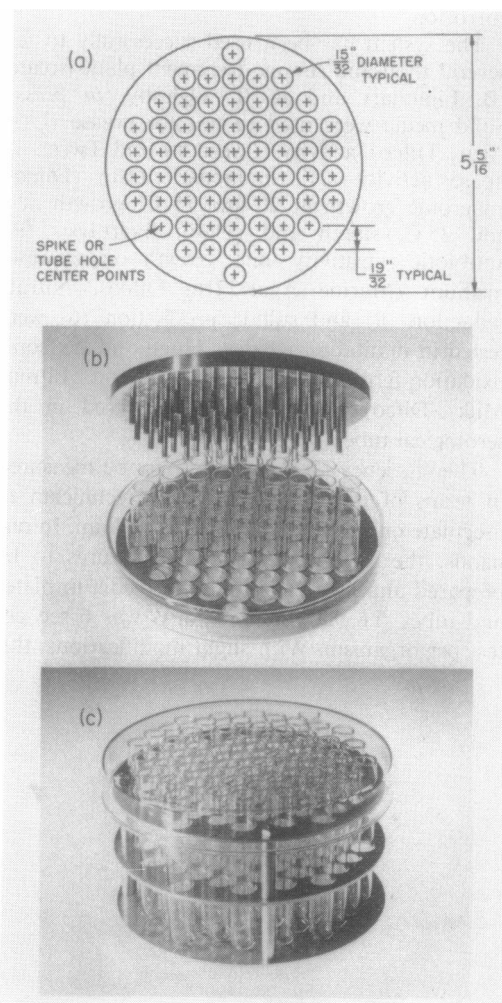 (a)
15"
32
DIAMETER
TYPICAL
5 5"
16
SPIKE OR
TUBE HOLE
CENTER POINTS
19"
32
TYPICAL
(b)
(c)